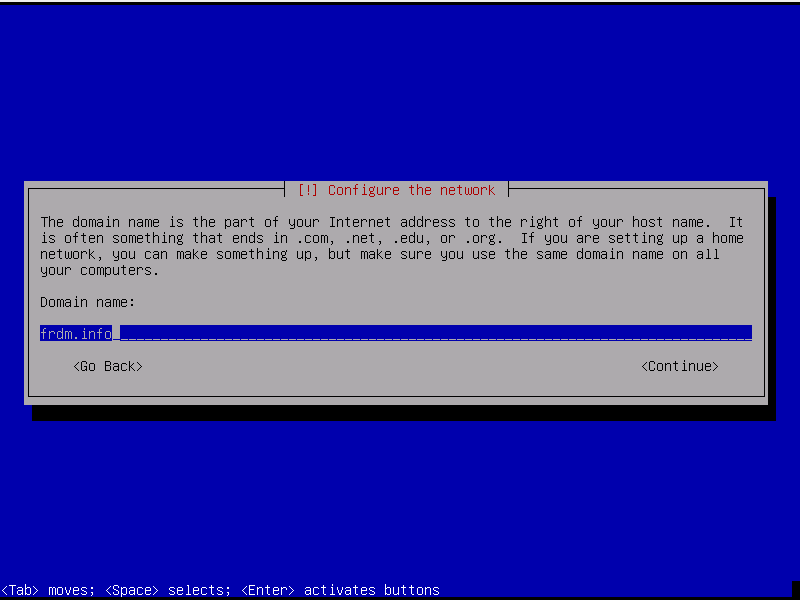 [!] Configure the network
The domain name is the part of your Internet address to the right of your host name.  It
is often something that ends in .com, .net, .edu, or .org.  If you are setting up a home
network, you can make something up, but make sure you use the same domain name on all
your computers.
Domain name:
frdm.info
<Go Back> <Continue>
<Tab> moves; <Space> selects; <Enter> activates buttons